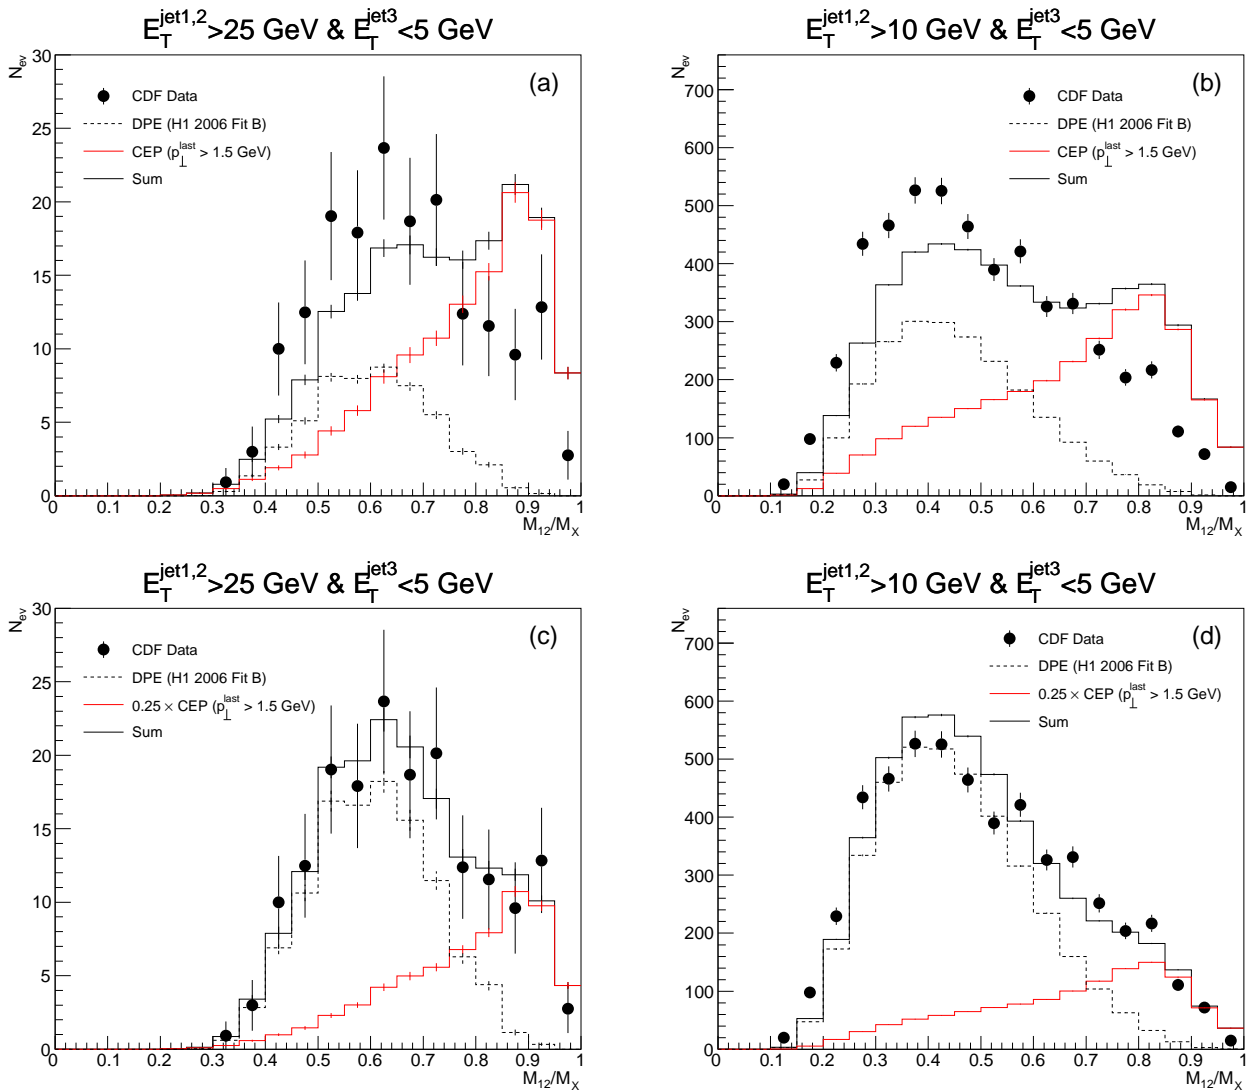 E_T^jet1,2>25 GeV & E_T^jet3<5 GeV
N_ev
30
25
20
15
10
5
0
(a)
CDF Data
DPE (H1 2006 Fit B)
CEP (p_⊥^last > 1.5 GeV)
Sum
0 0.1 0.2 0.3 0.4 0.5 0.6 0.7 0.8 0.9 1
M_12/M_X
E_T^jet1,2>10 GeV & E_T^jet3<5 GeV
N_ev
700
600
500
400
300
200
100
0
(b)
CDF Data
DPE (H1 2006 Fit B)
CEP (p_⊥^last > 1.5 GeV)
Sum
0 0.1 0.2 0.3 0.4 0.5 0.6 0.7 0.8 0.9 1
M_12/M_X
E_T^jet1,2>25 GeV & E_T^jet3<5 GeV
N_ev
30
25
20
15
10
5
0
(c)
CDF Data
DPE (H1 2006 Fit B)
0.25 × CEP (p_⊥^last > 1.5 GeV)
Sum
0 0.1 0.2 0.3 0.4 0.5 0.6 0.7 0.8 0.9 1
M_12/M_X
E_T^jet1,2>10 GeV & E_T^jet3<5 GeV
N_ev
700
600
500
400
300
200
100
0
(d)
CDF Data
DPE (H1 2006 Fit B)
0.25 × CEP (p_⊥^last > 1.5 GeV)
Sum
0 0.1 0.2 0.3 0.4 0.5 0.6 0.7 0.8 0.9 1
M_12/M_X